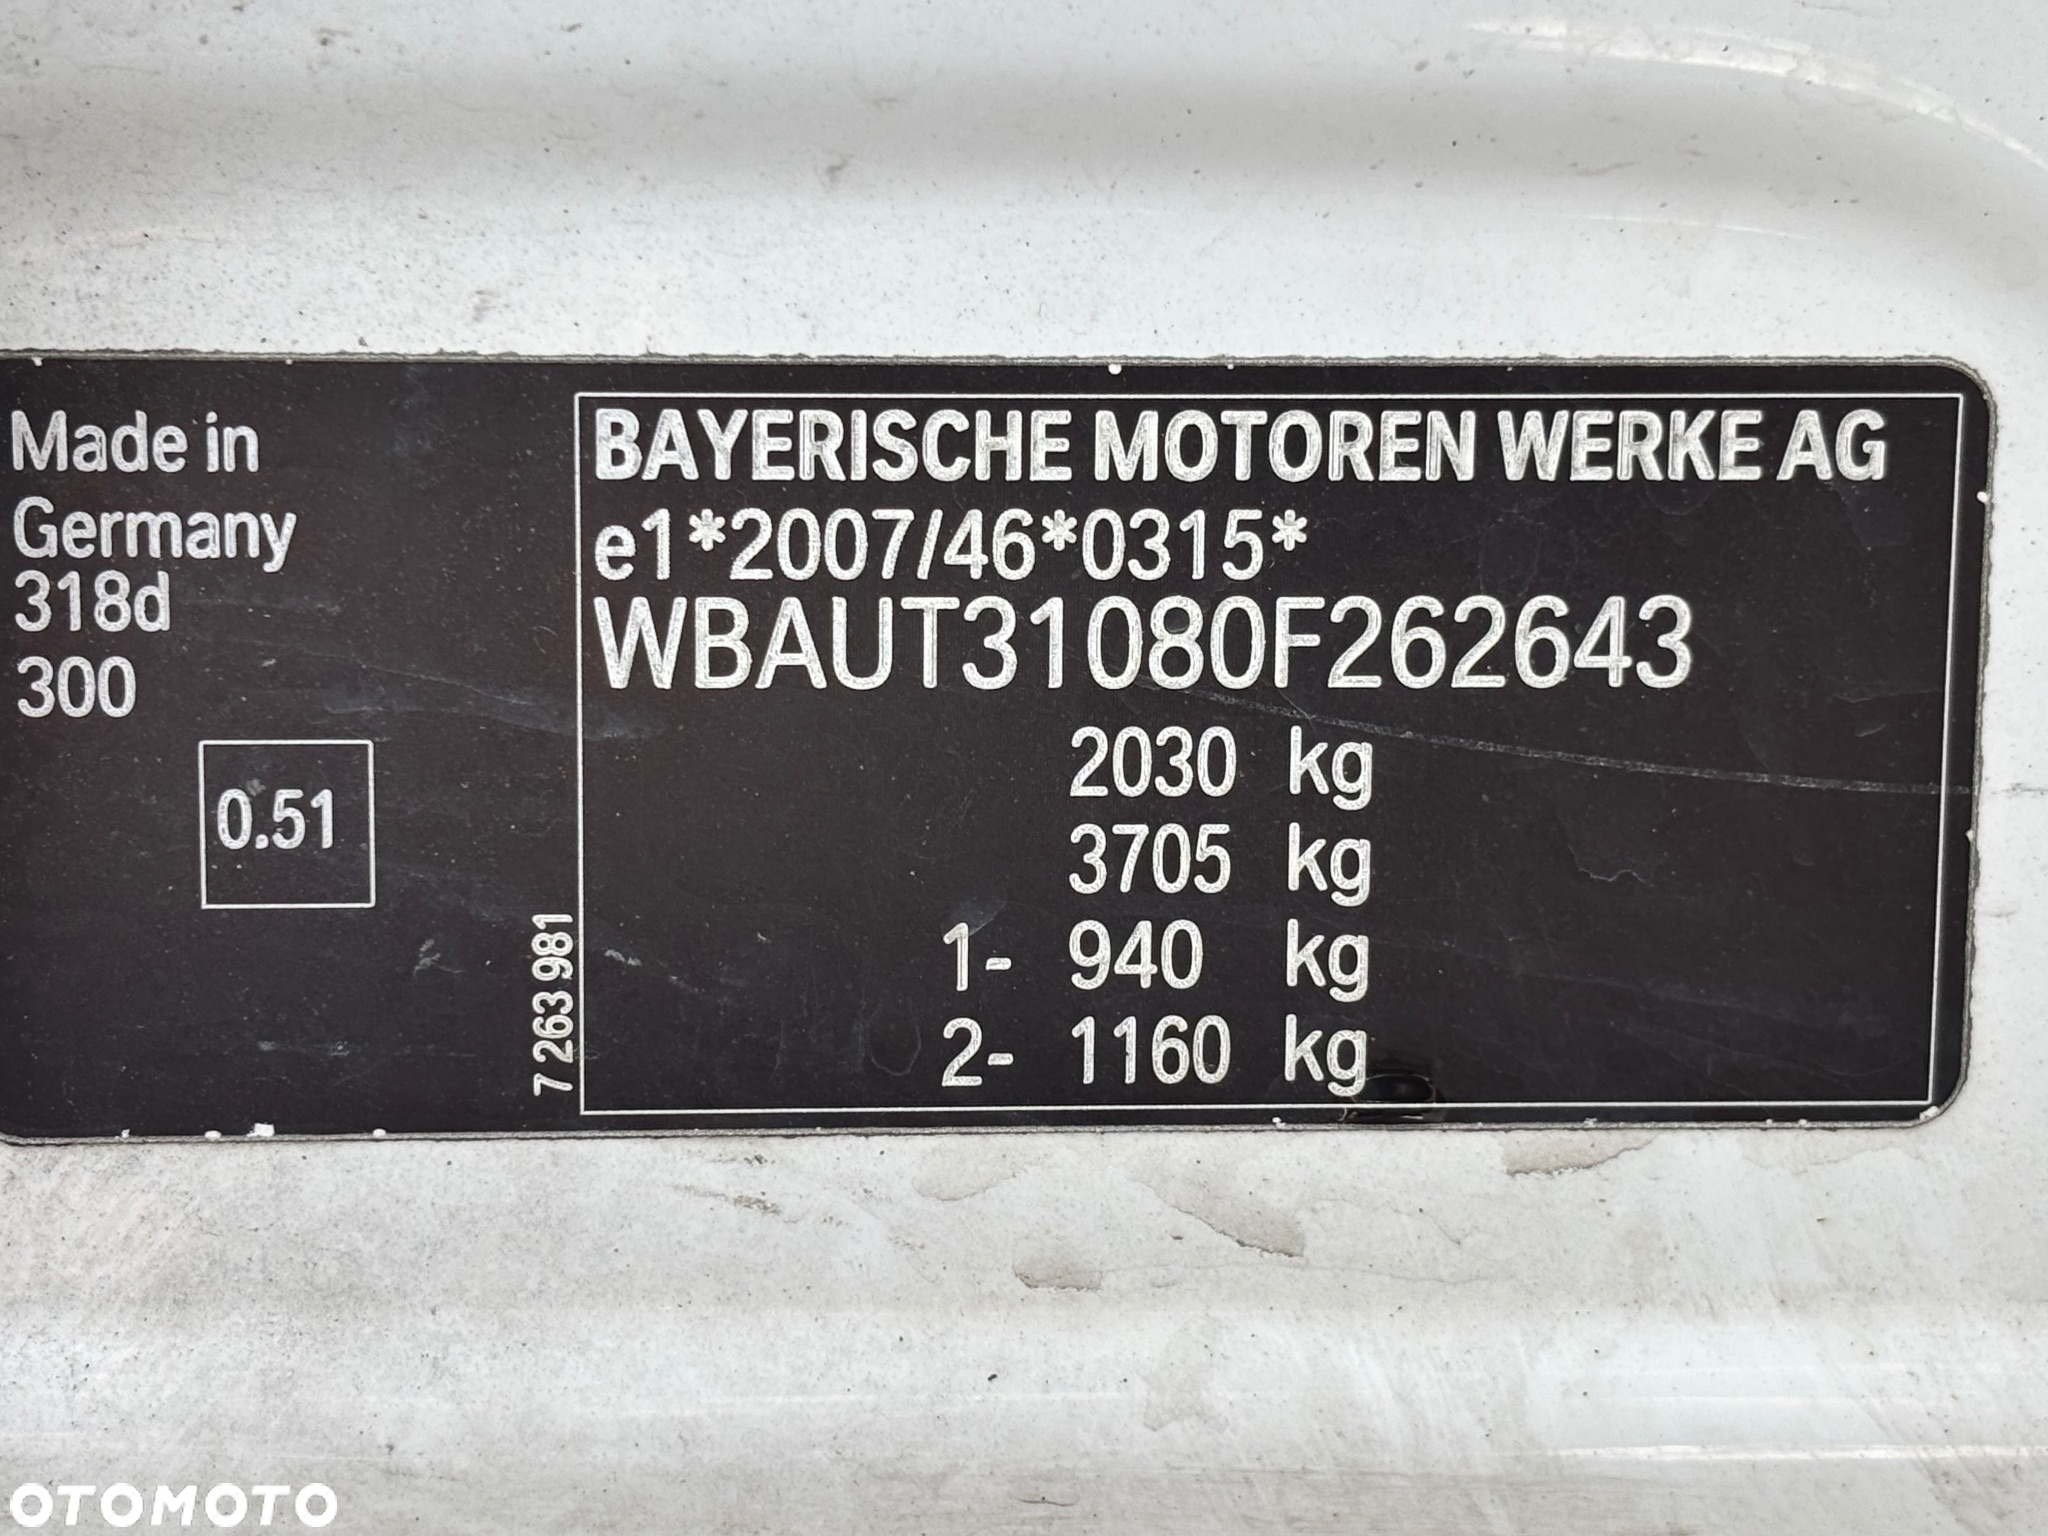 Made in
Germany
318d
300
0.51
7 263 981
BAYERISCHE MOTOREN WERKE AG
e1*2007/46*0315*
WBAUT31080F262643
2030 kg
3705 kg
1- 940 kg
2- 1160 kg
OTOMOTO